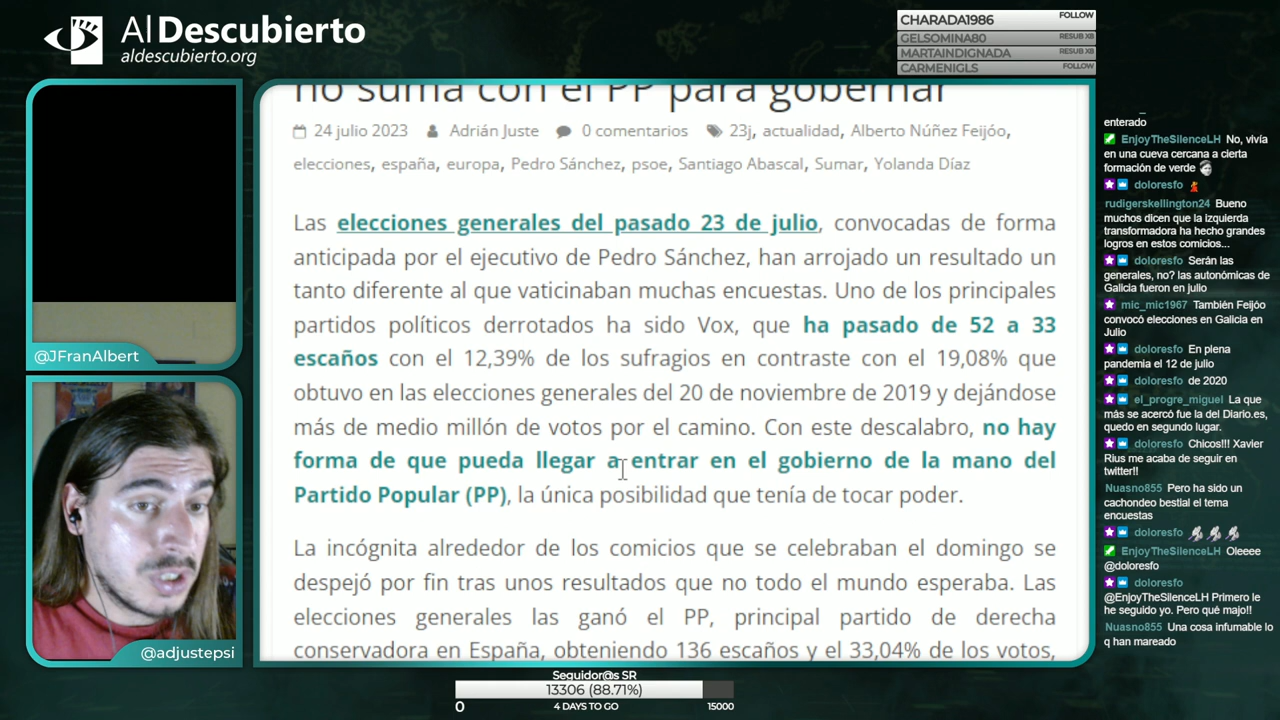 Al Descubierto
aldescubierto.org
CHARADA1986 FOLLOW
GELSOMINA80 RESUB X8
MARTAINDIGNADA RESUB X8
CARMENIGLS FOLLOW
no suma con el PP para gobernar
24 julio 2023 Adrián Juste 0 comentarios 23j, actualidad, Alberto Núñez Feijóo,
elecciones, españa, europa, Pedro Sánchez, psoe, Santiago Abascal, Sumar, Yolanda Díaz
Las elecciones generales del pasado 23 de julio, convocadas de forma
anticipada por el ejecutivo de Pedro Sánchez, han arrojado un resultado un
tanto diferente al que vaticinaban muchas encuestas. Uno de los principales
partidos políticos derrotados ha sido Vox, que ha pasado de 52 a 33
escaños con el 12,39% de los sufragios en contraste con el 19,08% que
obtuvo en las elecciones generales del 20 de noviembre de 2019 y dejándose
más de medio millón de votos por el camino. Con este descalabro, no hay
forma de que pueda llegar a entrar en el gobierno de la mano del
Partido Popular (PP), la única posibilidad que tenía de tocar poder.
La incógnita alrededor de los comicios que se celebraban el domingo se
despejó por fin tras unos resultados que no todo el mundo esperaba. Las
elecciones generales las ganó el PP, principal partido de derecha
conservadora en España, obteniendo 136 escaños y el 33,04% de los votos,
@JFranAlbert
@adjustepsi
enterado
EnjoyTheSilenceLH No, vivía
en una cueva cercana a cierta
formación de verde
doloresfo
rudigerskellington24 Bueno
muchos dicen que la izquierda
transformadora ha hecho grandes
logros en estos comicios...
doloresfo Serán las
generales, no? las autonómicas de
Galicia fueron en julio
mic_mic1967 También Feijóo
convocó elecciones en Galicia en
Julio
doloresfo En plena
pandemia el 12 de julio
doloresfo de 2020
el_progre_miguel La que
más se acercó fue la del DIario.es,
quedo en segundo lugar.
doloresfo Chicos!!! Xavier
Rius me acaba de seguir en
twitter!!
Nuasno855 Pero ha sido un
cachondeo bestial el tema
encuestas
doloresfo
EnjoyTheSilenceLH Oleeee
@doloresfo
doloresfo
@EnjoyTheSilenceLH Primero le
he seguido yo. Pero qué majo!!
Nuasno855 Una cosa infumable lo
q han mareado
Seguidor@s SR
13306 (88.71%)
0 4 DAYS TO GO 15000